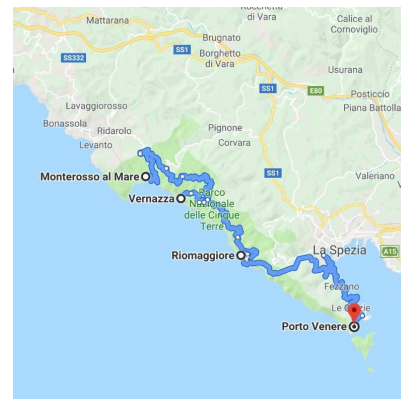 di Vara
Calice al
Cornoviglio
Mattarana
Brugnato
SS1
Borghetto
di Vara
SS332
Usurana
SS1
E80
Posticcio
Piana Battolla
Lavaggiorosso
Bonassola
Ridarolo
Pignone
Levanto
Corvara
Monterosso al Mare
SS1
Valeriano
Vernazza
Parco
Nazionale
delle Cinque
Terre
Riomaggiore
La Spezia
A15
Fezzano
Le Grazie
Porto Venere